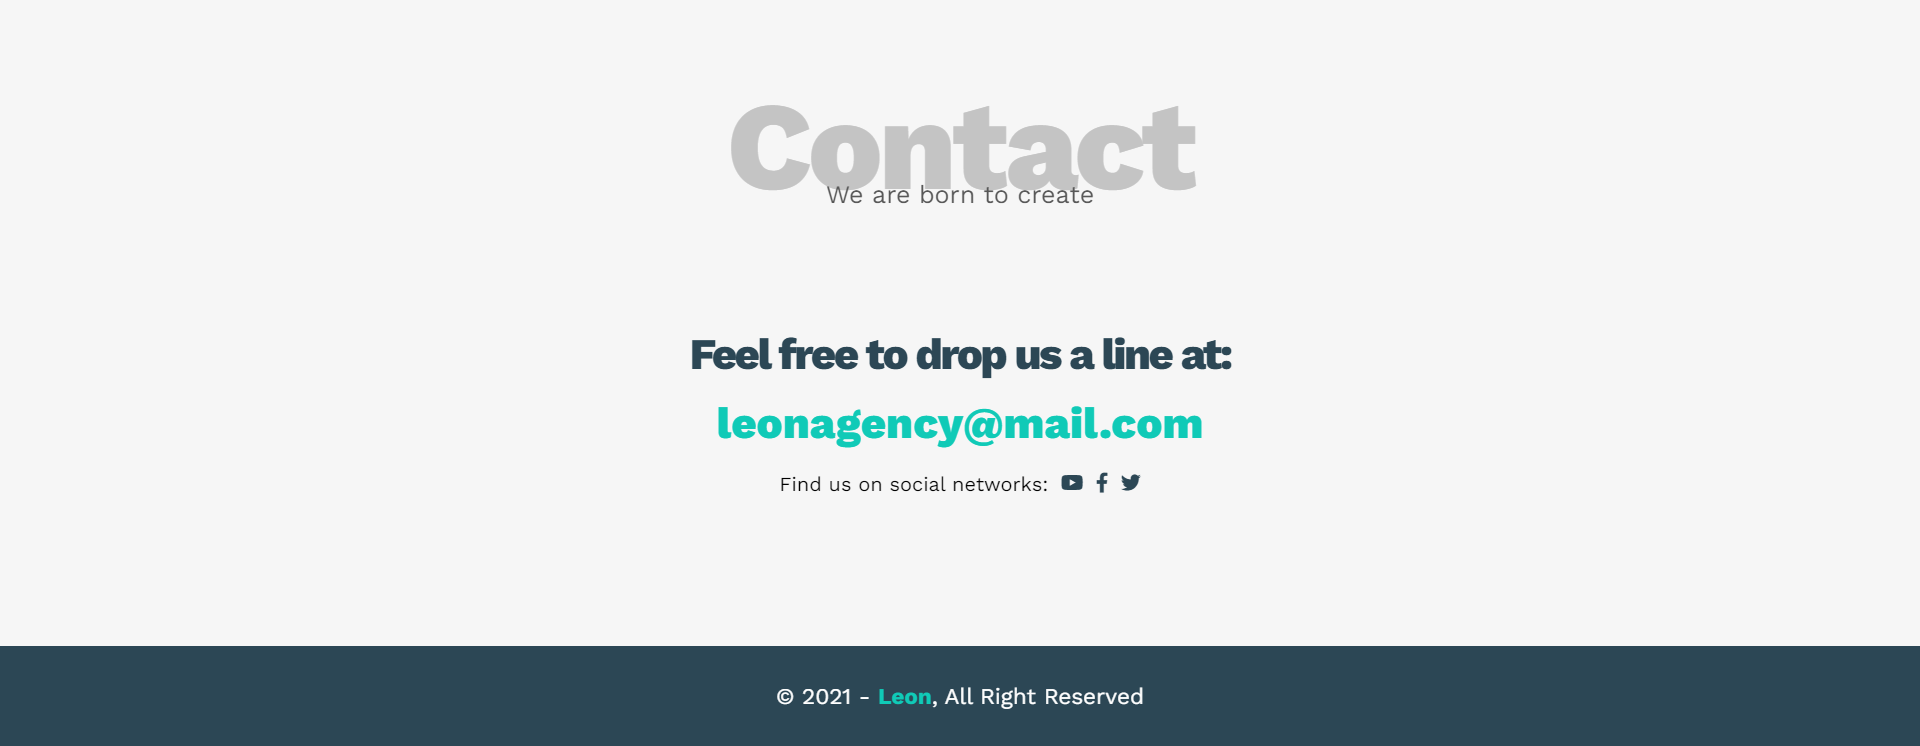 Contact
We are born to create
Feel free to drop us a line at:
leonagency@mail.com
Find us on social networks:
© 2021 - Leon, All Right Reserved